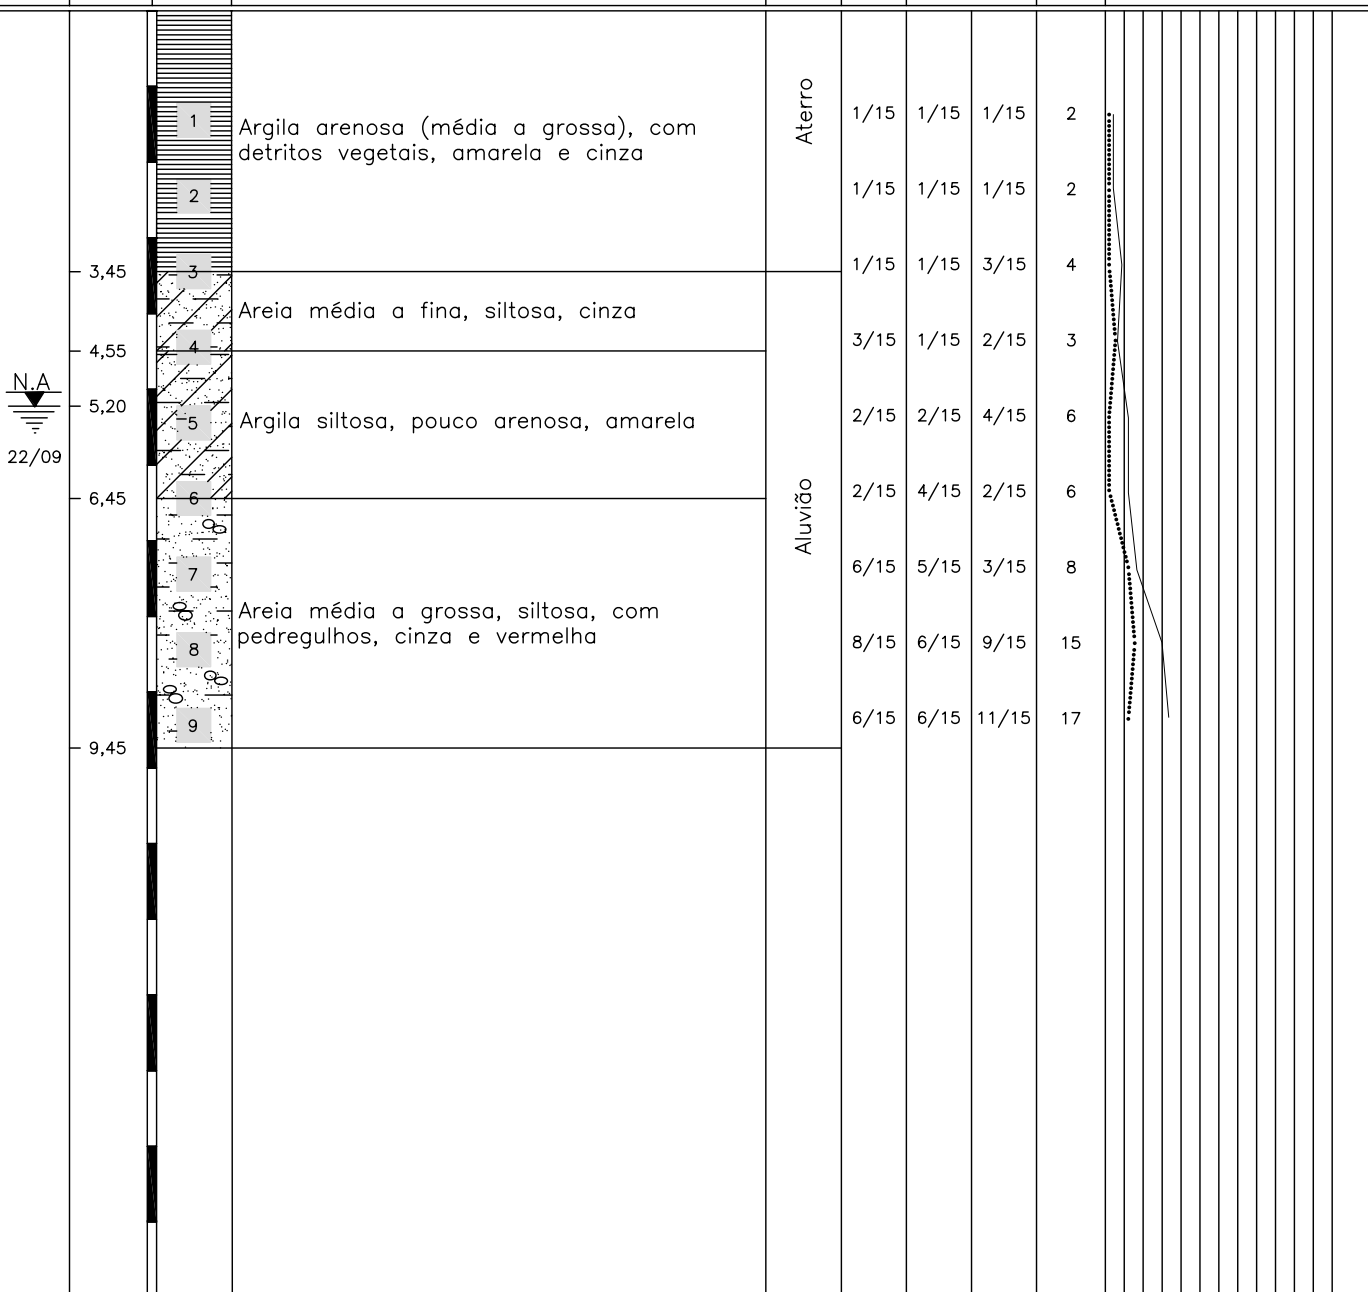 Aterro
1
Argila arenosa (média a grossa), com
detritos vegetais, amarela e cinza
1/15 1/15 1/15 2
2
1/15 1/15 1/15 2
3,45
3
1/15 1/15 3/15 4
Areia média a fina, siltosa, cinza
4
3/15 1/15 2/15 3
4,55
N.A
5,20
22/09
5
Argila siltosa, pouco arenosa, amarela
2/15 2/15 4/15 6
6,45
6
Aluvião
2/15 4/15 2/15 6
7
6/15 5/15 3/15 8
Areia média a grossa, siltosa, com
pedregulhos, cinza e vermelha
8
8/15 6/15 9/15 15
9
6/15 6/15 11/15 17
9,45